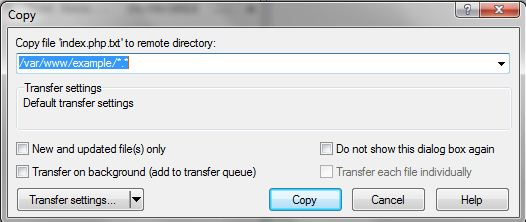 Copy
Copy file 'index.php.txt' to remote directory:
/var/www/example/*.*
Transfer settings
Default transfer settings
New and updated file(s) only
Do not show this dialog box again
Transfer on background (add to transfer queue)
Transfer each file individually
Transfer settings...
Copy
Cancel
Help